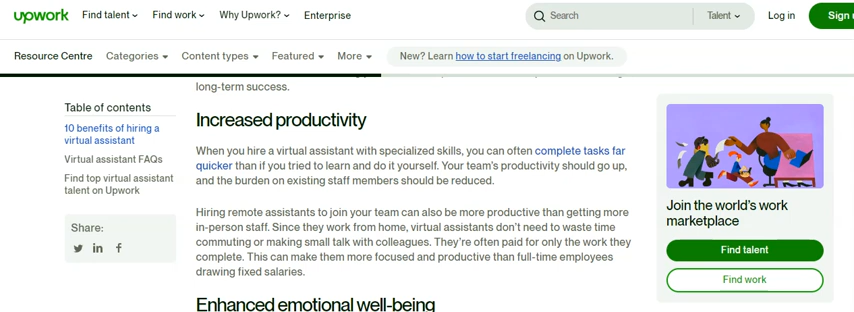 upwork Find talent Find work Why Upwork? Enterprise Search Talent Log in Sign
Resource Centre Categories Content types Featured More New? Learn how to start freelancing on Upwork.
long-term success.
Table of contents
10 benefits of hiring a
virtual assistant
Virtual assistant FAQs
Find top virtual assistant
talent on Upwork
Share:
Increased productivity
When you hire a virtual assistant with specialized skills, you can often complete tasks far
quicker than if you tried to learn and do it yourself. Your team's productivity should go up,
and the burden on existing staff members should be reduced.
Hiring remote assistants to join your team can also be more productive than getting more
in-person staff. Since they work from home, virtual assistants don't need to waste time
commuting or making small talk with colleagues. They're often paid for only the work they
complete. This can make them more focused and productive than full-time employees
drawing fixed salaries.
Enhanced emotional well-being
Join the world's work
marketplace
Find talent
Find work